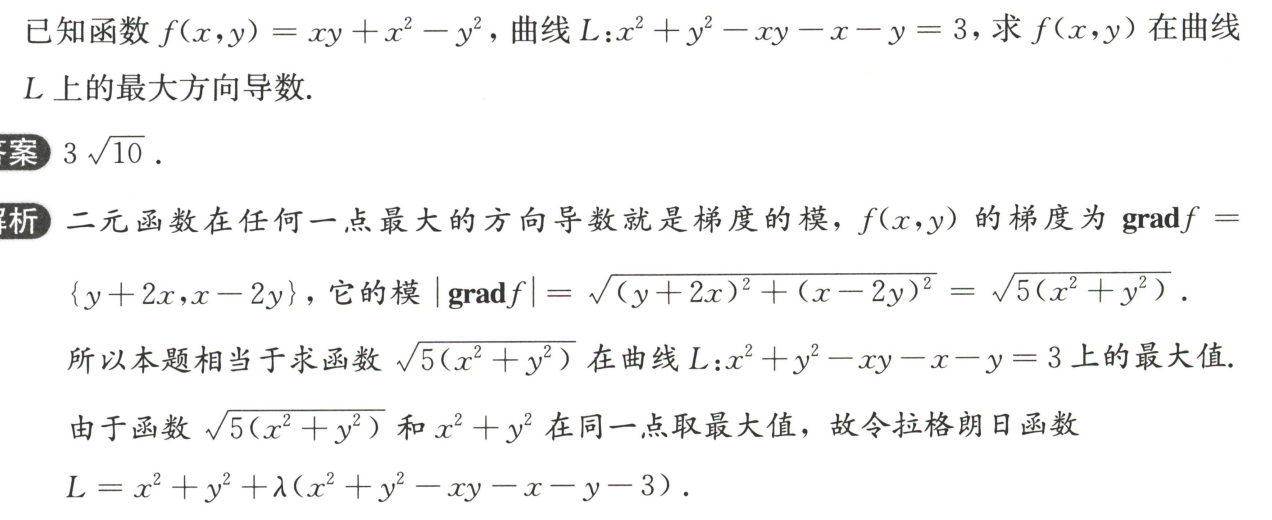 已知函数 f(x,y) = xy + x² − y², 曲线 L:x² + y² − xy − x − y = 3, 求 f(x,y) 在曲线
L 上的最大方向导数.
答案 3√10 .
解析 二元函数在任何一点最大的方向导数就是梯度的模, f(x,y) 的梯度为 gradf =
{y + 2x,x − 2y}, 它的模 |gradf| = √((y + 2x)² + (x − 2y)²) = √(5(x² + y²)) .
所以本题相当于求函数 √(5(x² + y²)) 在曲线 L:x² + y² − xy − x − y = 3 上的最大值.
由于函数 √(5(x² + y²)) 和 x² + y² 在同一点取最大值, 故令拉格朗日函数
L = x² + y² + λ(x² + y² − xy − x − y − 3) .